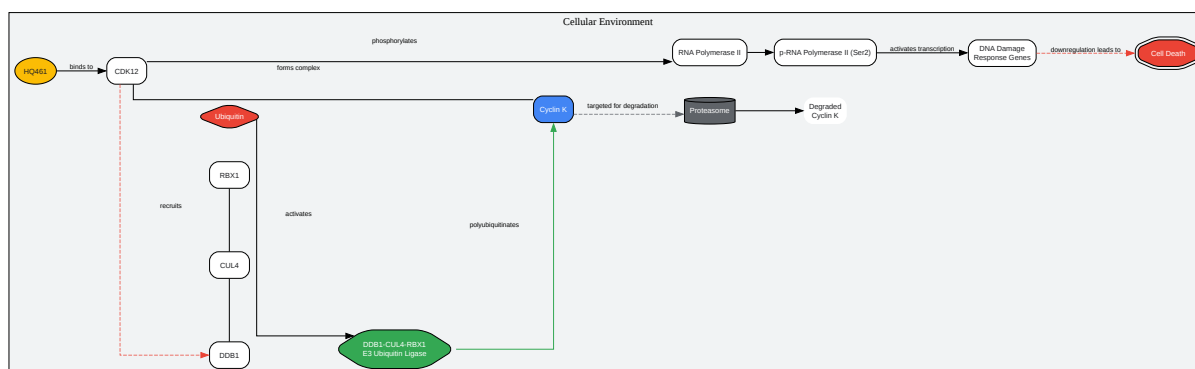 Cellular Environment
phosphorylates
RNA Polymerase II
p-RNA Polymerase II (Ser2)
activates transcription
DNA Damage
Response Genes
downregulation leads to
Cell Death
HQ461
binds to
CDK12
forms complex
Ubiquitin
Cyclin K
targeted for degradation
Proteasome
Degraded
Cyclin K
RBX1
recruits
activates
polyubiquitinates
CUL4
DDB1
DDB1-CUL4-RBX1
E3 Ubiquitin Ligase